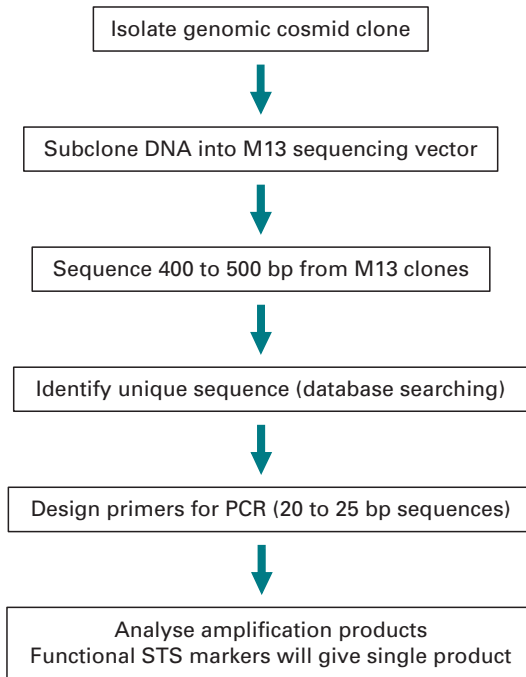 Isolate genomic cosmid clone
Subclone DNA into M13 sequencing vector
Sequence 400 to 500 bp from M13 clones
Identify unique sequence (database searching)
Design primers for PCR (20 to 25 bp sequences)
Analyse amplification products
Functional STS markers will give single product